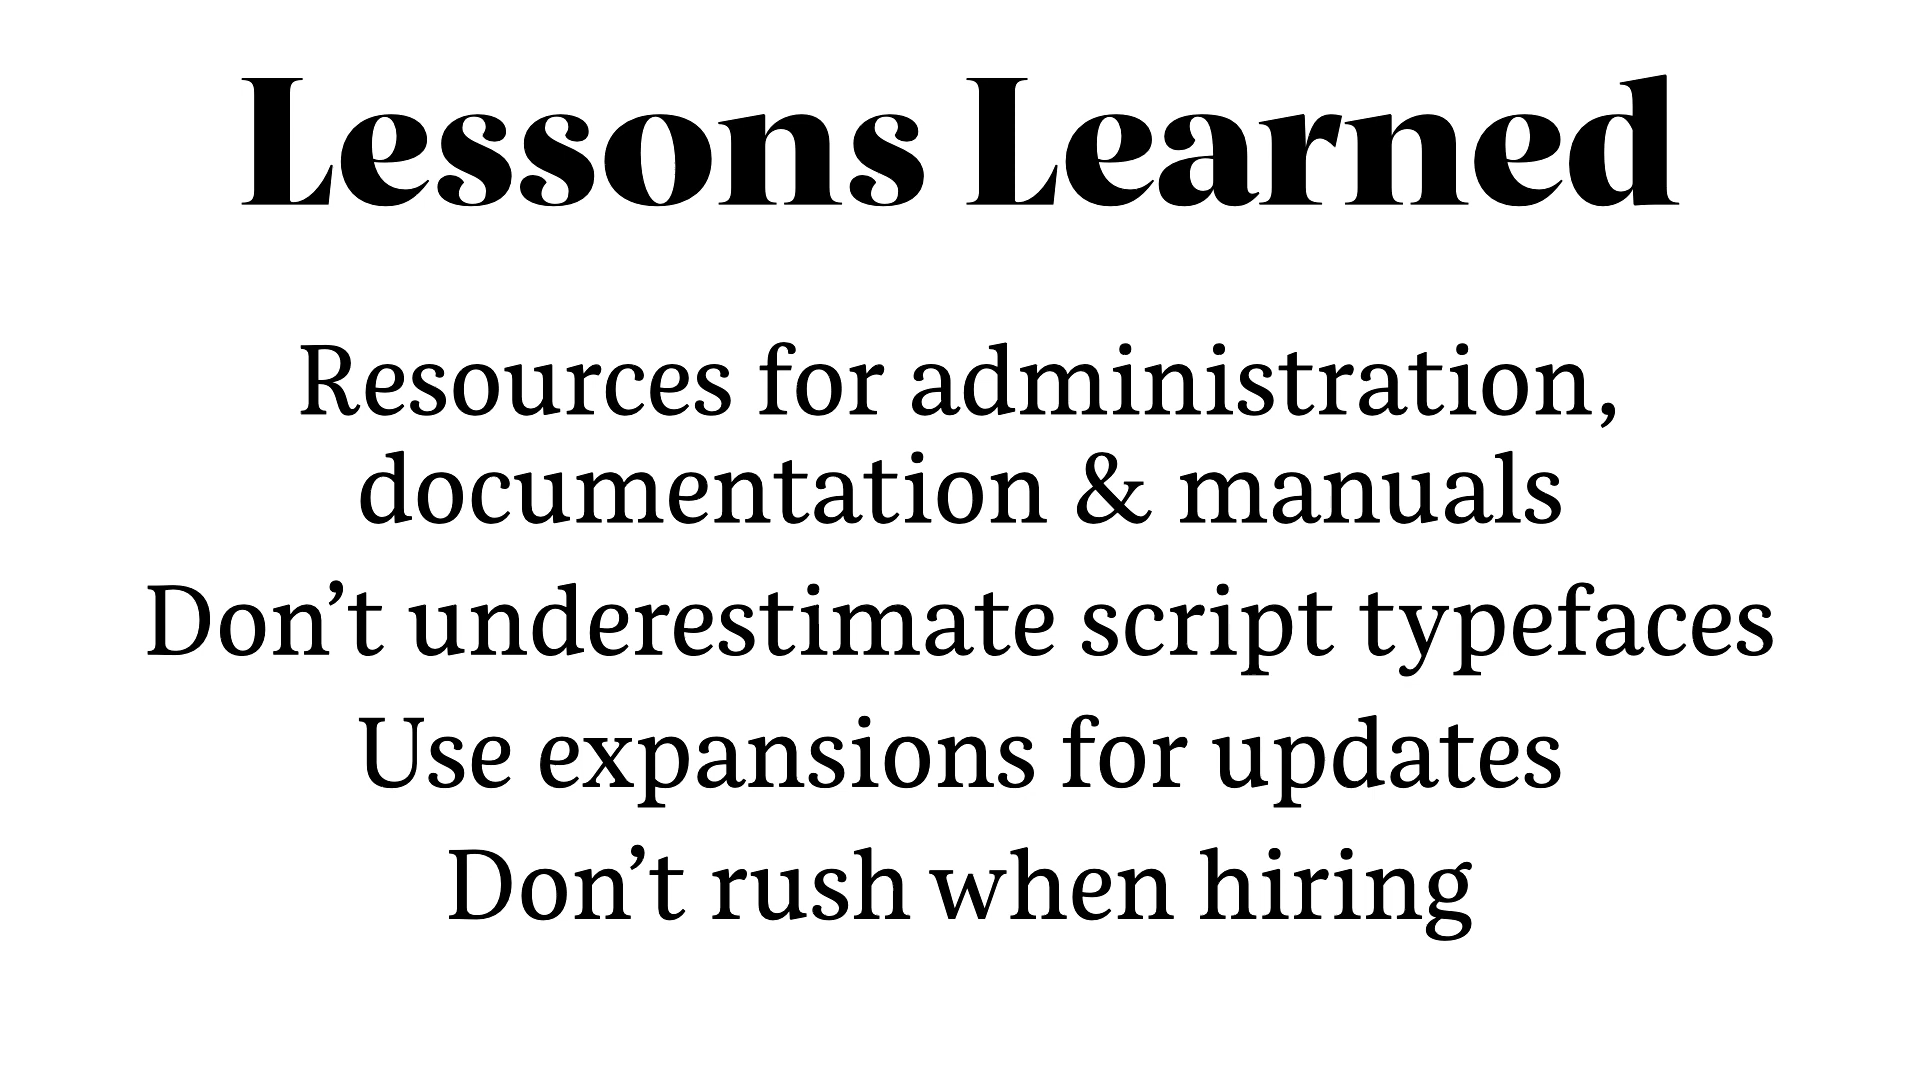 Lessons Learned
Resources for administration,
documentation & manuals
Don’t underestimate script typefaces
Use expansions for updates
Don’t rush when hiring